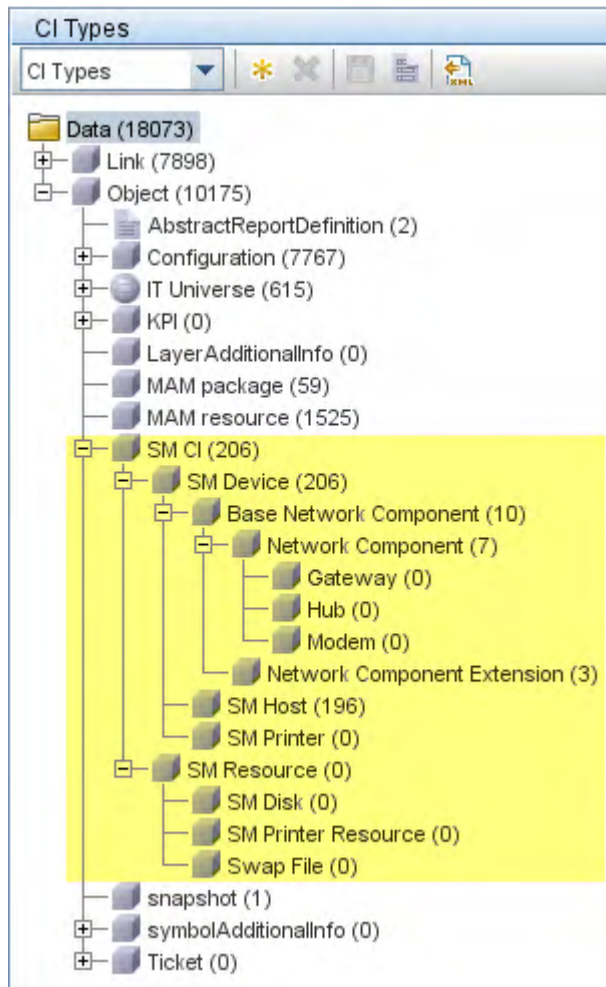 CI Types
CI Types
XML
Data (18073)
Link (7898)
Object (10175)
AbstractReportDefinition (2)
Configuration (7767)
IT Universe (615)
KPI (0)
LayerAdditionalInfo (0)
MAM package (59)
MAM resource (1525)
SM CI (206)
SM Device (206)
Base Network Component (10)
Network Component (7)
Gateway (0)
Hub (0)
Modem (0)
Network Component Extension (3)
SM Host (196)
SM Printer (0)
SM Resource (0)
SM Disk (0)
SM Printer Resource (0)
Swap File (0)
snapshot (1)
symbolAdditionalInfo (0)
Ticket (0)